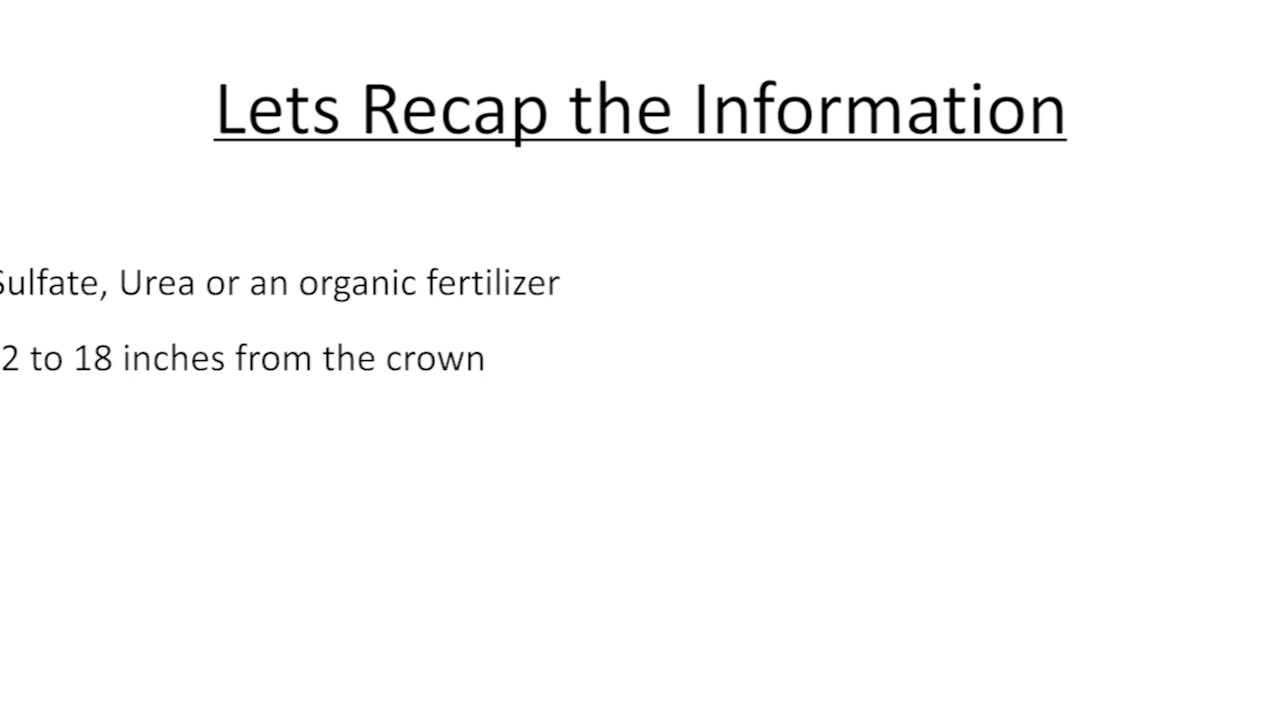 Lets Recap the Information
Sulfate, Urea or an organic fertilizer
2 to 18 inches from the crown